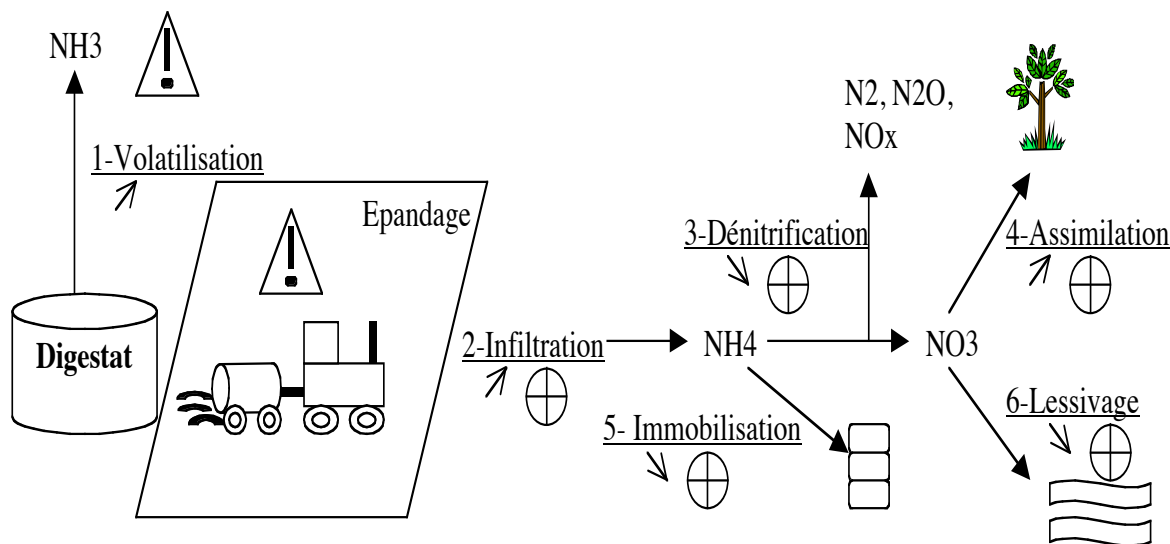 NH3
1-Volatilisation
Epandage
Digestat
2-Infiltration
NH4
3-Dénitrification
N2, N2O,
NOx
NO3
4-Assimilation
5- Immobilisation
6-Lessivage